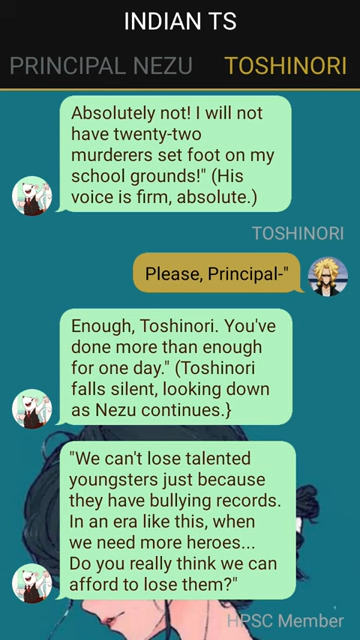 INDIAN TS
PRINCIPAL NEZU TOSHINORI
Absolutely not! I will not
have twenty-two
murderers set foot on my
school grounds!" (His
voice is firm, absolute.)
TOSHINORI
Please, Principal-"
Enough, Toshinori. You've
done more than enough
for one day." (Toshinori
falls silent, looking down
as Nezu continues.}
"We can't lose talented
youngsters just because
they have bullying records.
In an era like this, when
we need more heroes...
Do you really think we can
afford to lose them?"
HPSC Member